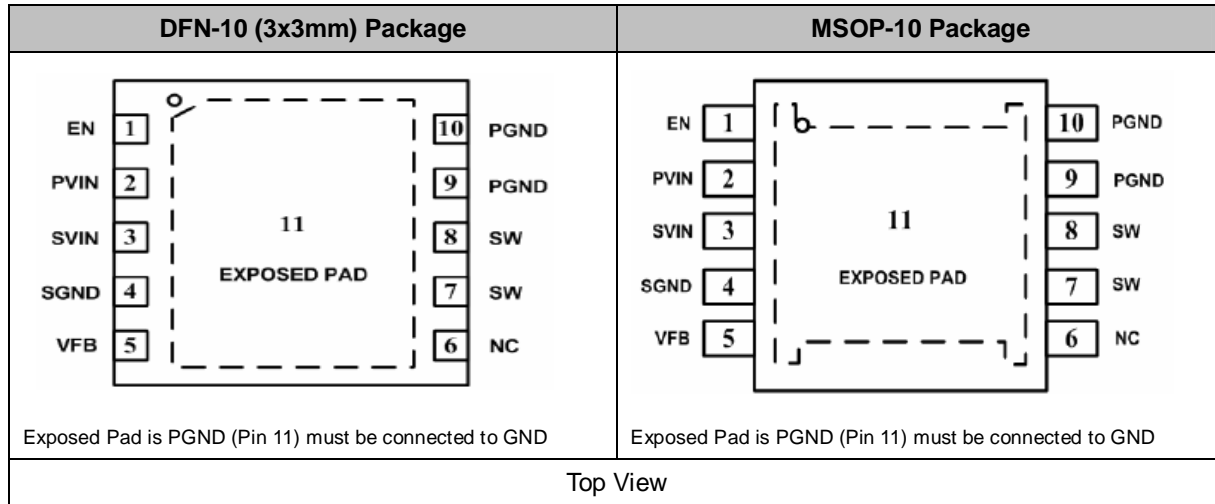 DFN-10 (3x3mm) Package
EN 1
PVIN 2
SVIN 3
SGND 4
VFB 5
10 PGND
9 PGND
8 SW
7 SW
6 NC
11
EXPOSED PAD
Exposed Pad is PGND (Pin 11) must be connected to GND
MSOP-10 Package
EN 1
PVIN 2
SVIN 3
SGND 4
VFB 5
10 PGND
9 PGND
8 SW
7 SW
6 NC
11
EXPOSED PAD
Exposed Pad is PGND (Pin 11) must be connected to GND
Top View